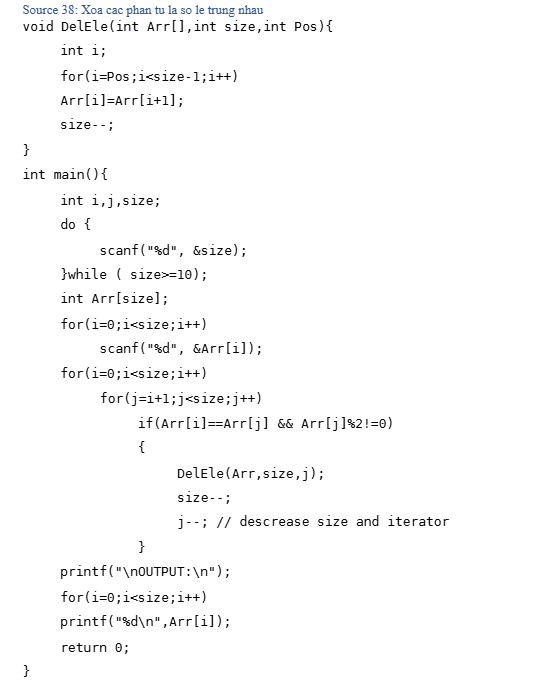 Source 38: Xoa cac phan tu la so le trung nhau
void DelEle(int Arr[],int size,int Pos){
int i;
for(i=Pos;i<size-1;i++)
Arr[i]=Arr[i+1];
size--;
}
int main(){
int i,j,size;
do {
scanf("%d", &size);
}while ( size>=10);
int Arr[size];
for(i=0;i<size;i++)
scanf("%d", &Arr[i]);
for(i=0;i<size;i++)
for(j=i+1;j<size;j++)
if(Arr[i]==Arr[j] && Arr[j]%2!=0)
{
DelEle(Arr,size,j);
size--;
j--; // descrease size and iterator
}
printf("\nOUTPUT:\n");
for(i=0;i<size;i++)
printf("%d\n",Arr[i]);
return 0;
}